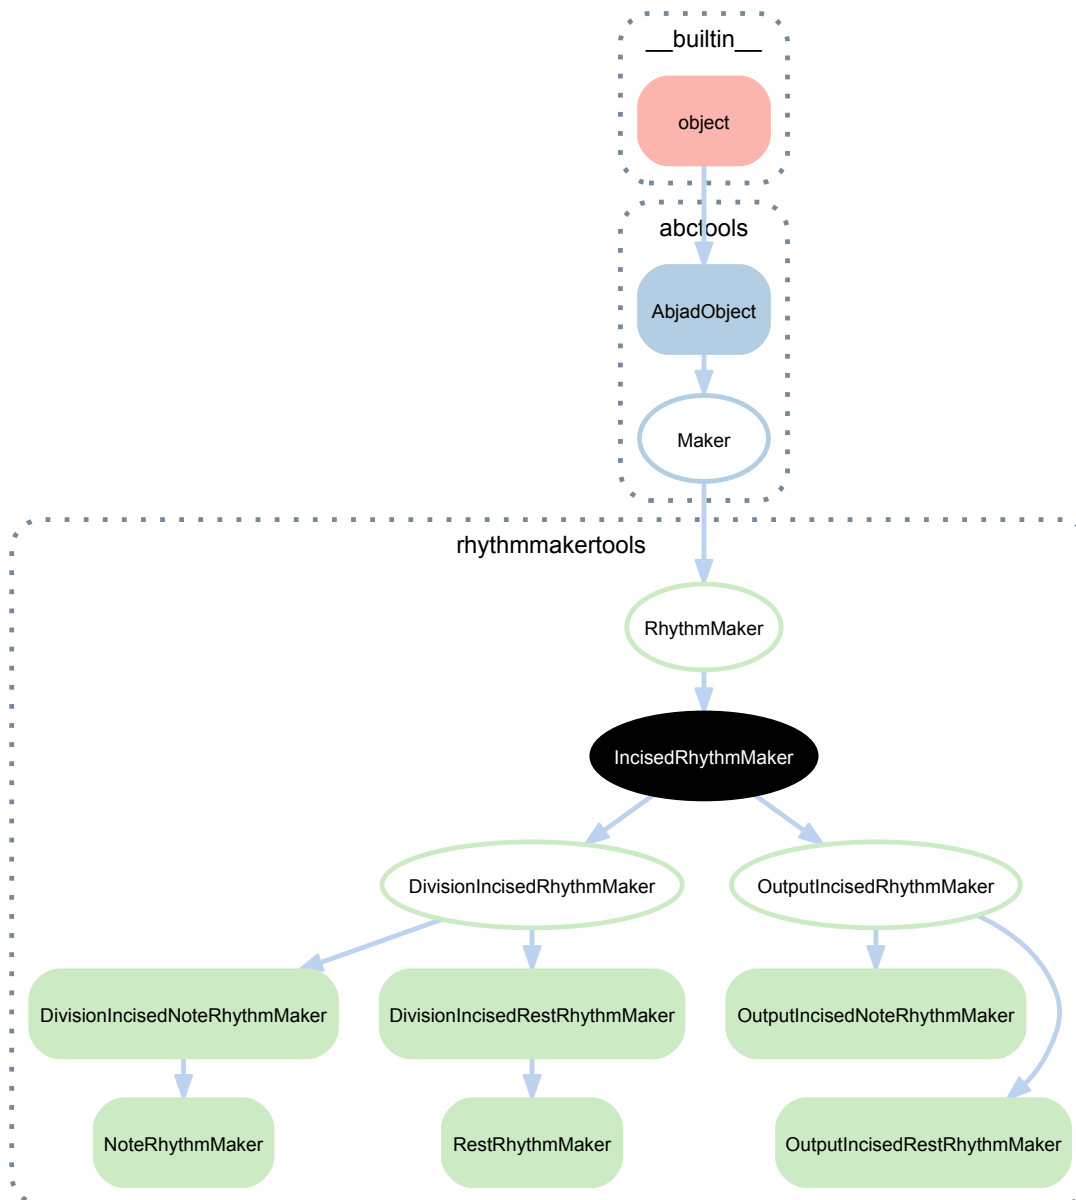 __builtin__
object
abctools
AbjadObject
Maker
rhythmmakertools
RhythmMaker
IncisedRhythmMaker
DivisionIncisedRhythmMaker
OutputIncisedRhythmMaker
DivisionIncisedNoteRhythmMaker
DivisionIncisedRestRhythmMaker
OutputIncisedNoteRhythmMaker
NoteRhythmMaker
RestRhythmMaker
OutputIncisedRestRhythmMaker